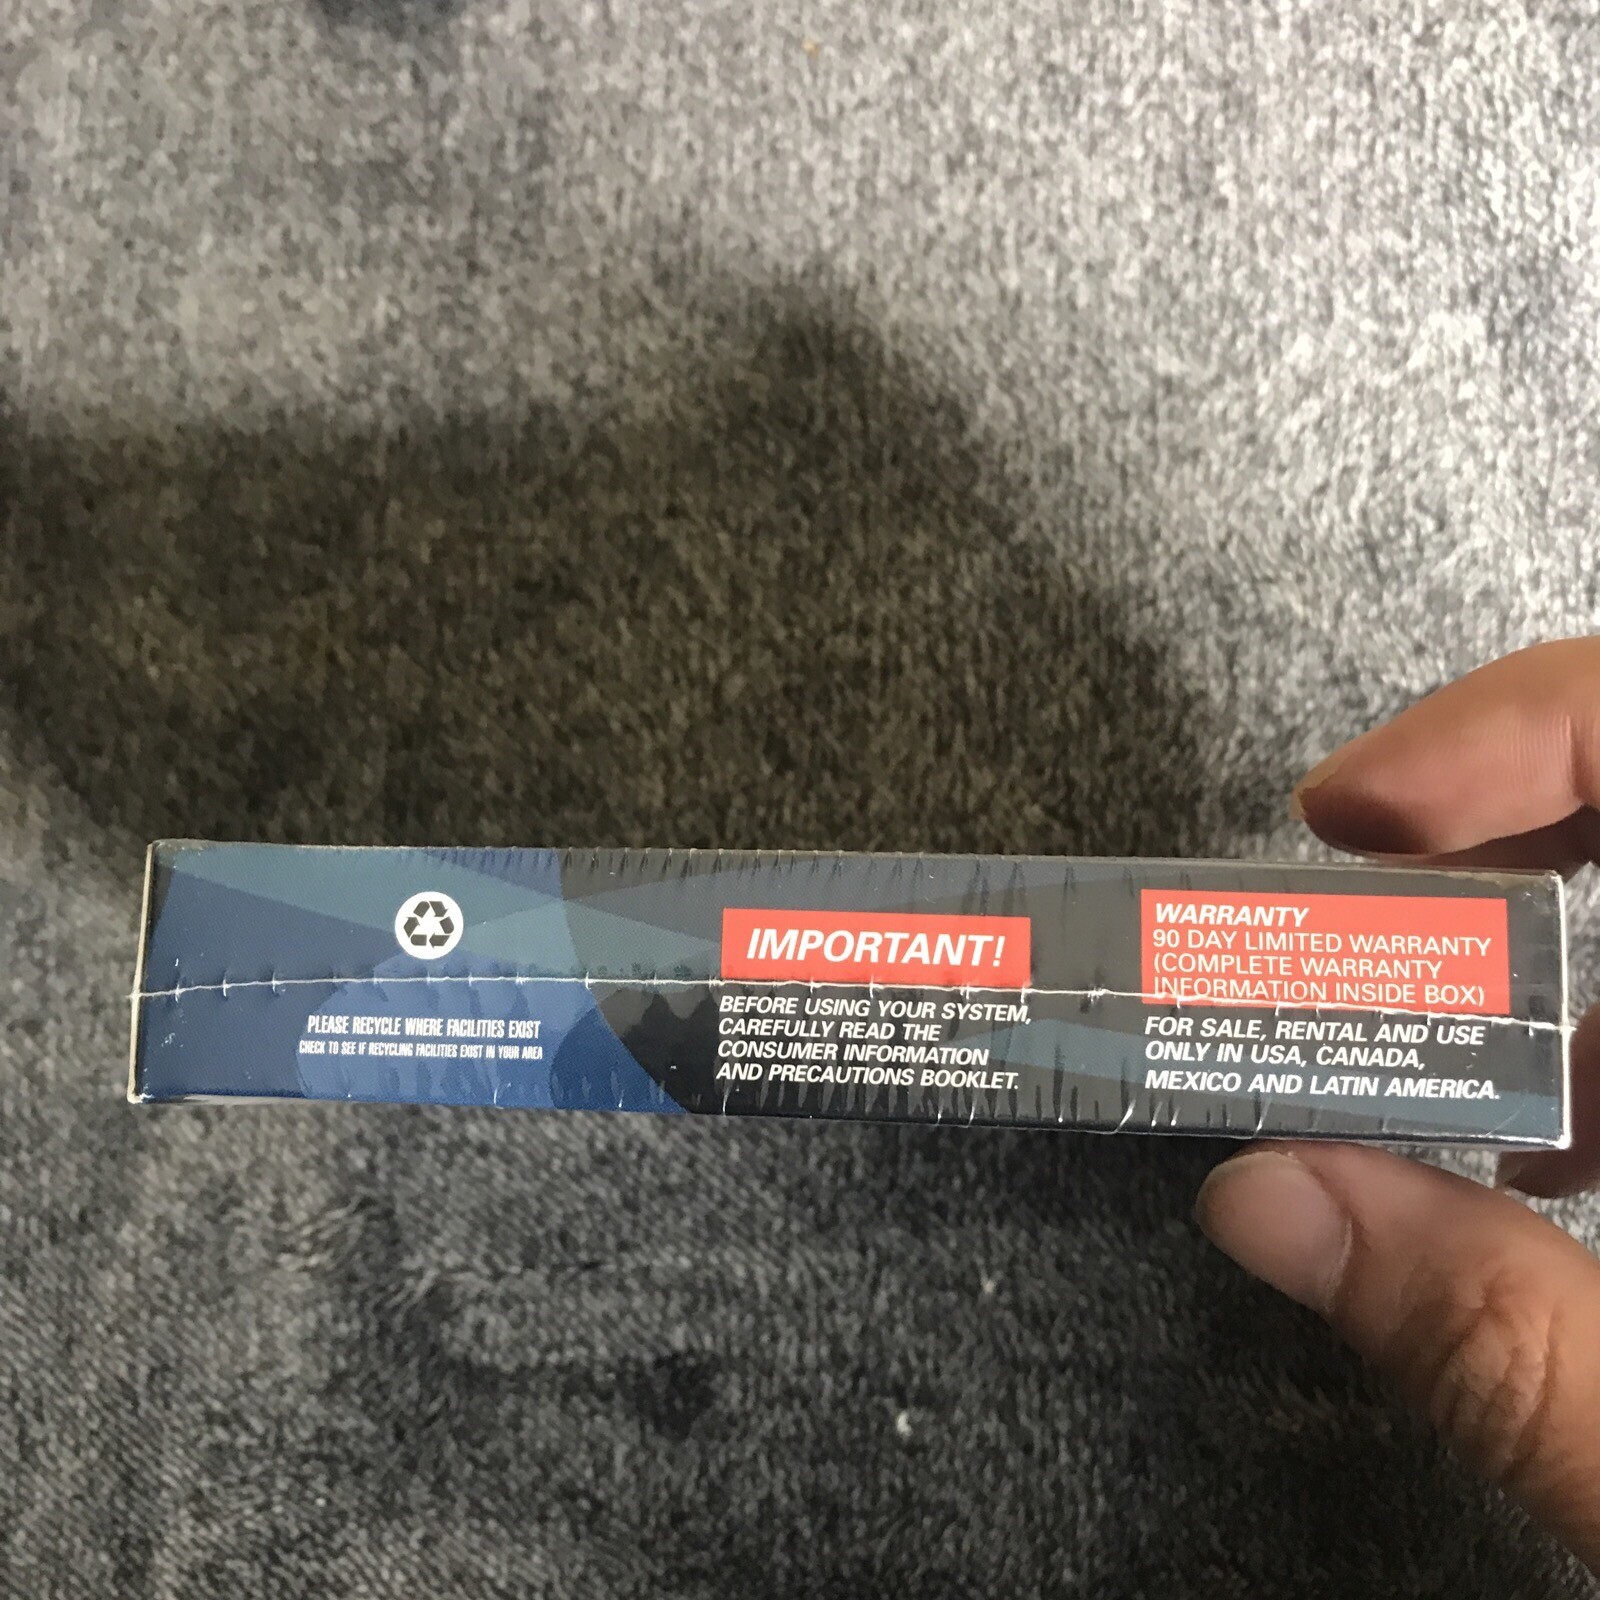 PLEASE RECYCLE WHERE FACILITIES EXIST
CHECK TO SEE IF RECYCLING FACILITIES EXIST IN YOUR AREA
IMPORTANT!
BEFORE USING YOUR SYSTEM,
CAREFULLY READ THE
CONSUMER INFORMATION
AND PRECAUTIONS BOOKLET.
WARRANTY
90 DAY LIMITED WARRANTY
(COMPLETE WARRANTY
INFORMATION INSIDE BOX)
FOR SALE, RENTAL AND USE
ONLY IN USA, CANADA,
MEXICO AND LATIN AMERICA.